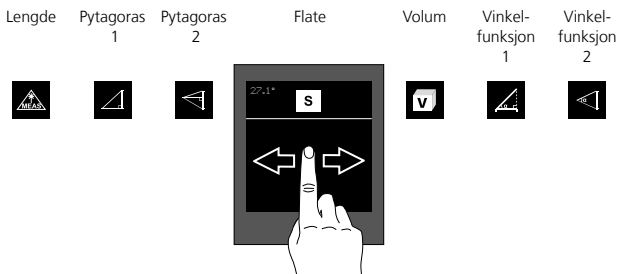 Lengde
Pytagoras
1
Pytagoras
2
Flate
Volum
Vinkel-
funksjon
1
Vinkel-
funksjon
2
MEAS
27.1°
S
V
α
α